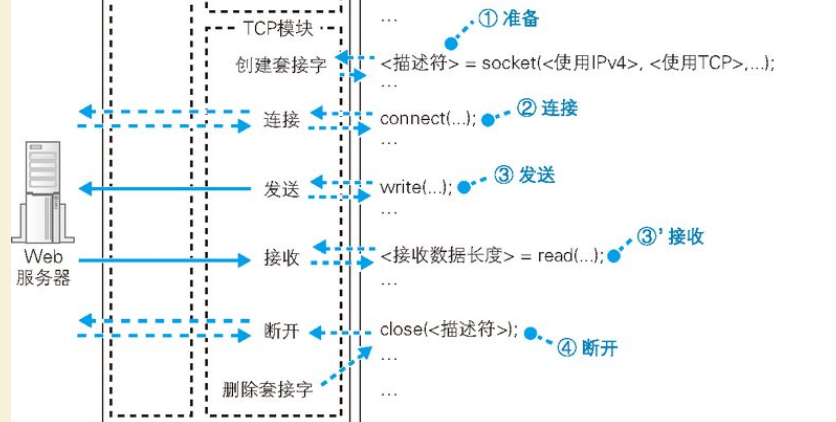 ...
① 准备
TCP模块
创建套接字
<描述符> = socket(<使用IPv4>, <使用TCP>,...);
...
连接
connect(...);
② 连接
...
发送
write(...);
③ 发送
...
Web
服务器
接收
<接收数据长度> = read(...);
③' 接收
...
断开
close(<描述符>);
④ 断开
...
删除套接字
...